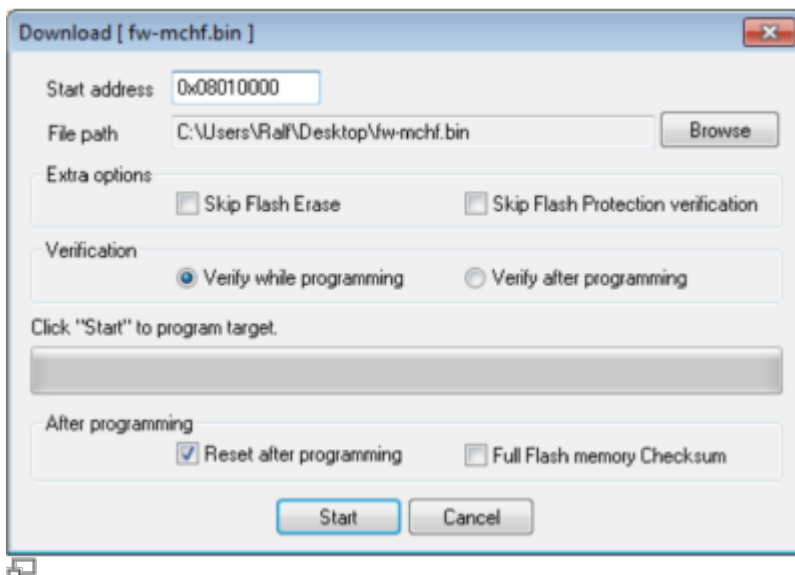 Download [ fw-mchf.bin ]
Start address 0x08010000
File path C:\Users\Ralf\Desktop\fw-mchf.bin Browse
Extra options
Skip Flash Erase Skip Flash Protection verification
Verification
Verify while programming Verify after programming
Click "Start" to program target.
After programming
Reset after programming Full Flash memory Checksum
Start Cancel